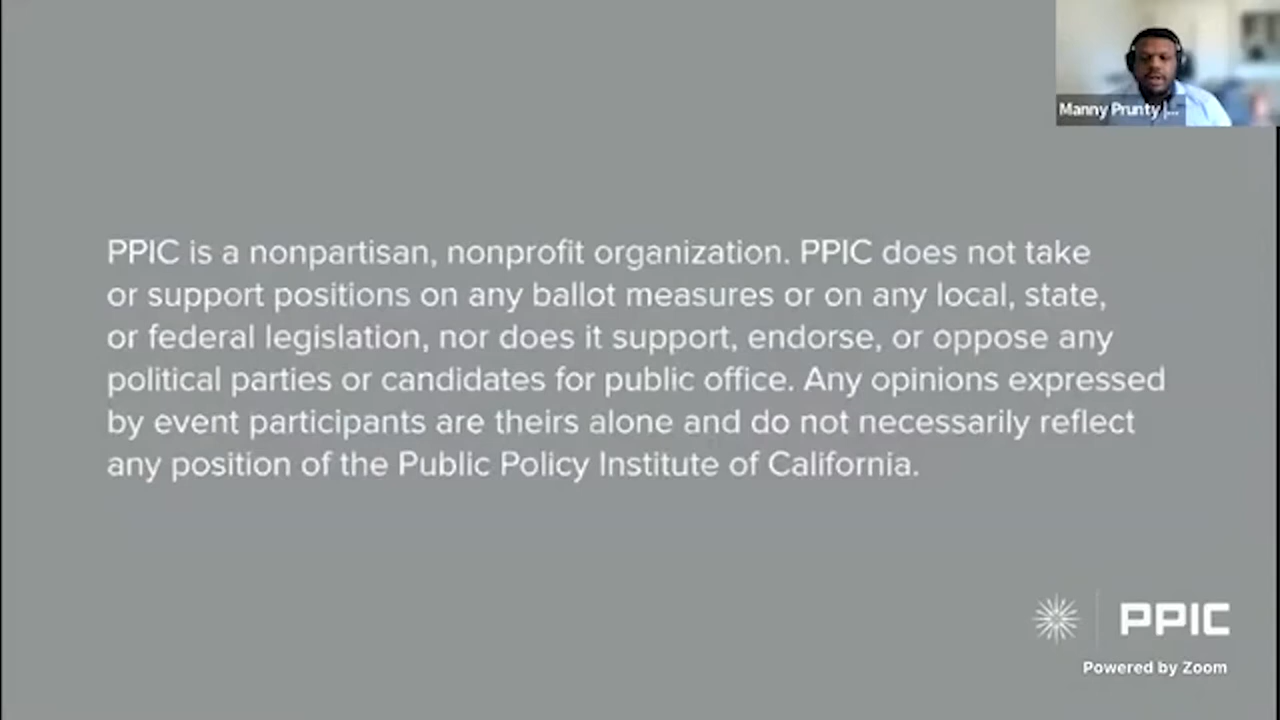 Manny Prunty |...
PPIC is a nonpartisan, nonprofit organization. PPIC does not take
or support positions on any ballot measures or on any local, state,
or federal legislation, nor does it support, endorse, or oppose any
political parties or candidates for public office. Any opinions expressed
by event participants are theirs alone and do not necessarily reflect
any position of the Public Policy Institute of California.
PPIC
Powered by Zoom